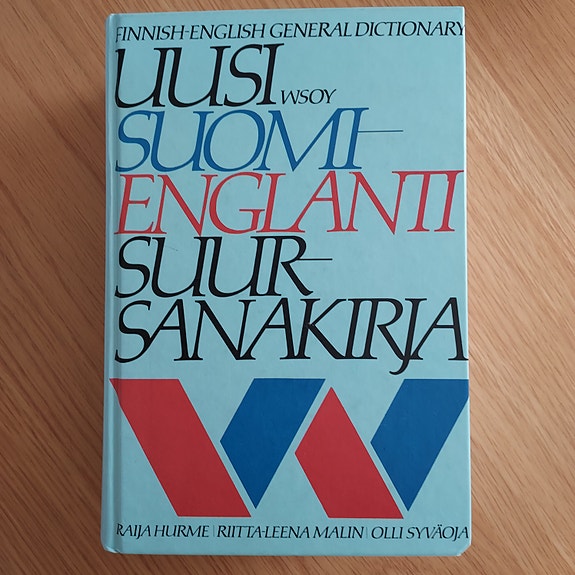 FINNISH-ENGLISH GENERAL DICTIONARY
UUSI WSOY
SUOMI-
ENGLANTI
SUUR-
SANAKIRJA
RAIJA HURME | RIITTA-LEENA MALIN | OLLI SYVÄOJA